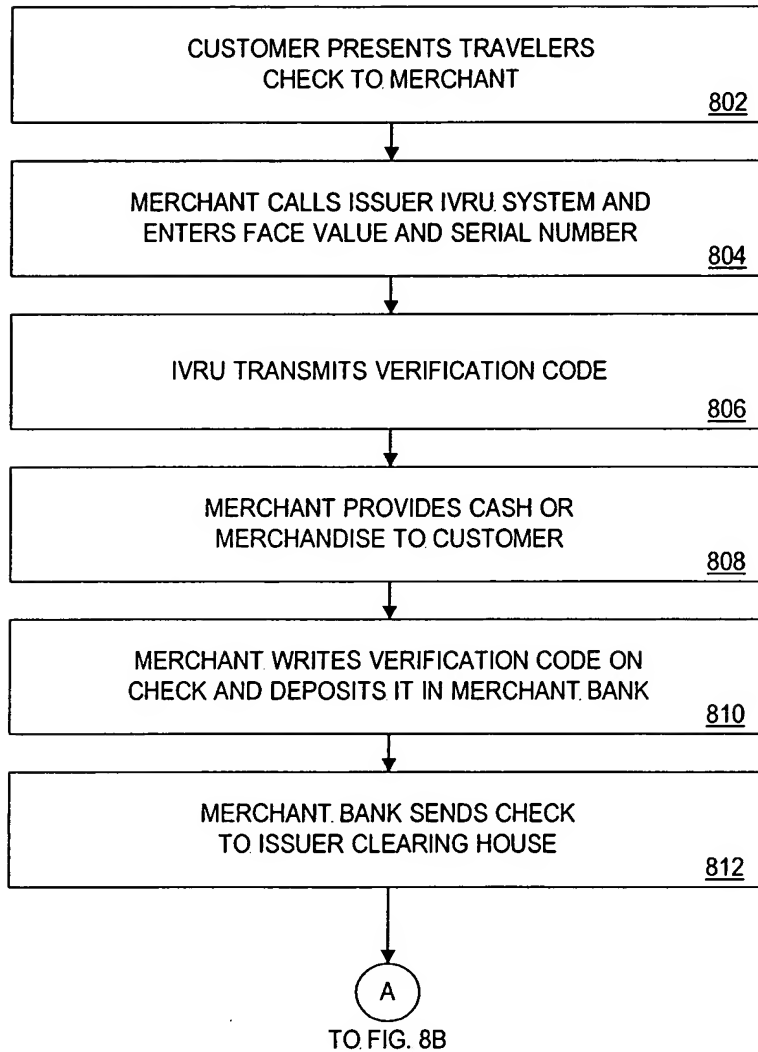 CUSTOMER PRESENTS TRAVELERS
CHECK TO MERCHANT
802
MERCHANT CALLS ISSUER IVRU SYSTEM AND
ENTERS FACE VALUE AND SERIAL NUMBER
804
IVRU TRANSMITS VERIFICATION CODE
806
MERCHANT PROVIDES CASH OR
MERCHANDISE TO CUSTOMER
808
MERCHANT WRITES VERIFICATION CODE ON
CHECK AND DEPOSITS IT IN MERCHANT BANK
810
MERCHANT BANK SENDS CHECK
TO ISSUER CLEARING HOUSE
812
A
TO FIG. 8B